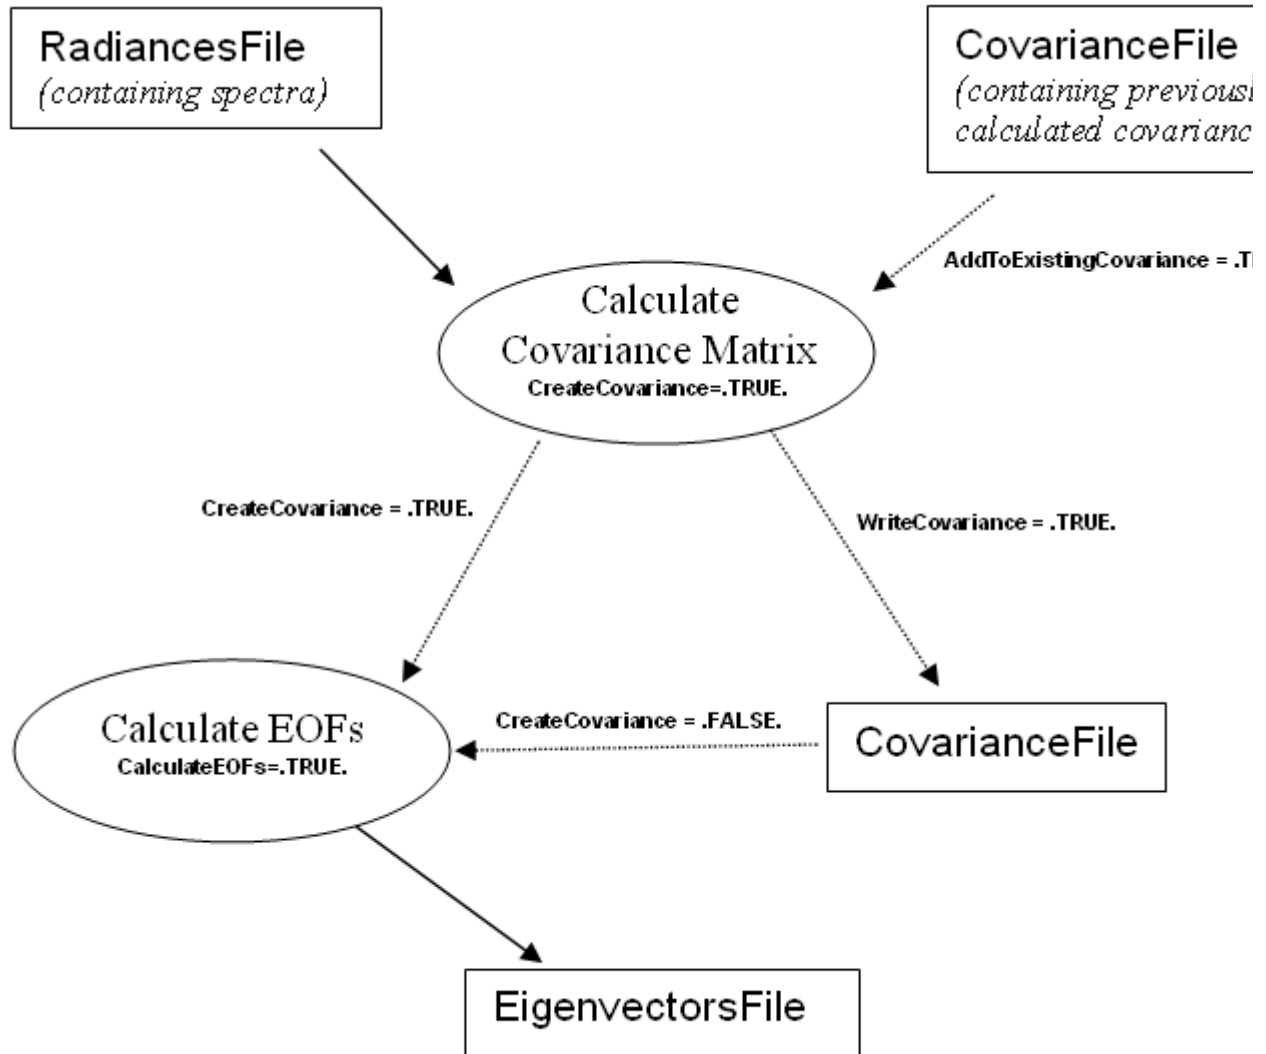 RadiancesFile
(containing spectra)
CovarianceFile
(containing previousl
calculated covarianc
AddToExistingCovariance = .T
Calculate
Covariance Matrix
CreateCovariance=.TRUE.
CreateCovariance = .TRUE.
WriteCovariance = .TRUE.
CreateCovariance = .FALSE.
Calculate EOFs
CalculateEOFs=.TRUE.
CovarianceFile
EigenvectorsFile